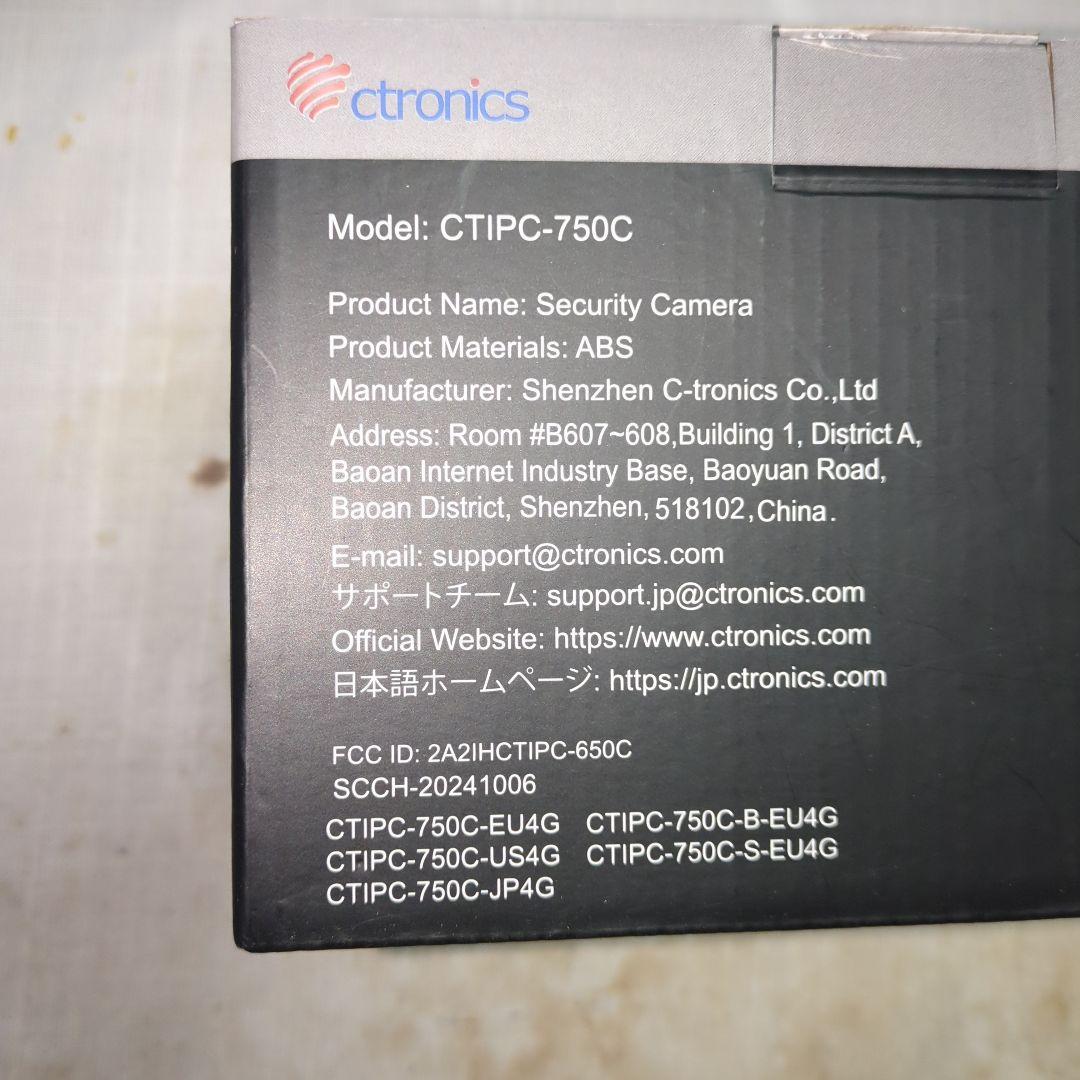 ctronics
Model: CTIPC-750C
Product Name: Security Camera
Product Materials: ABS
Manufacturer: Shenzhen C-tronics Co.,Ltd
Address: Room #B607~608,Building 1, District A,
Baoan Internet Industry Base, Baoyuan Road,
Baoan District, Shenzhen, 518102,China.
E-mail: support@ctronics.com
サポートチーム: support.jp@ctronics.com
Official Website: https://www.ctronics.com
日本語ホームページ: https://jp.ctronics.com
FCC ID: 2A2IHCTIPC-650C
SCCH-20241006
CTIPC-750C-EU4G CTIPC-750C-B-EU4G
CTIPC-750C-US4G CTIPC-750C-S-EU4G
CTIPC-750C-JP4G